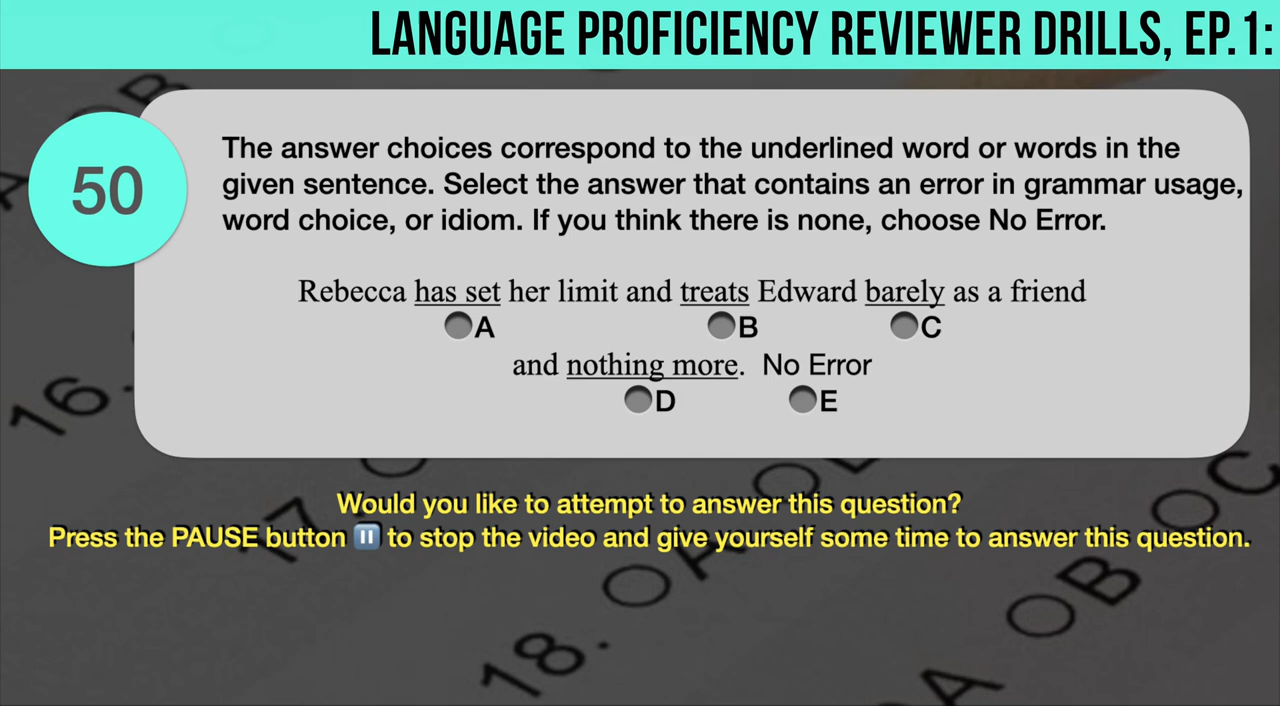 LANGUAGE PROFICIENCY REVIEWER DRILLS, EP.1:
50
The answer choices correspond to the underlined word or words in the
given sentence. Select the answer that contains an error in grammar usage,
word choice, or idiom. If you think there is none, choose No Error.
Rebecca has set her limit and treats Edward barely as a friend
A B C
and nothing more. No Error
D E
Would you like to attempt to answer this question?
Press the PAUSE button ⏸ to stop the video and give yourself some time to answer this question.
A
B
16.
17.
18. O A O B O C
A O B O C